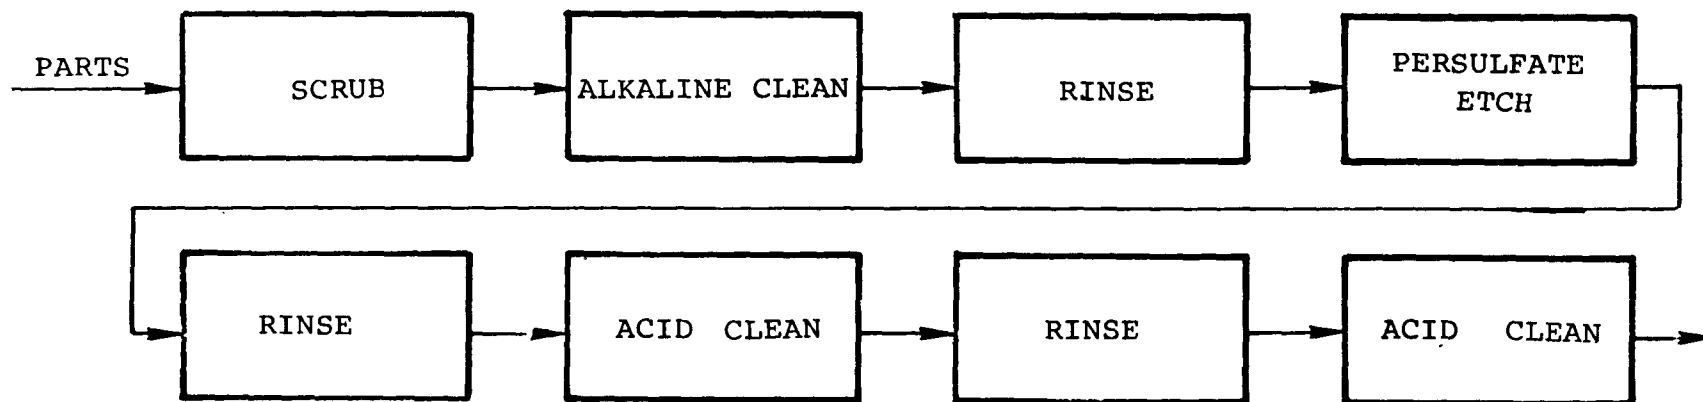 PARTS
SCRUB
ALKALINE CLEAN
RINSE
PERSULFATE
ETCH
RINSE
ACID CLEAN
RINSE
ACID CLEAN